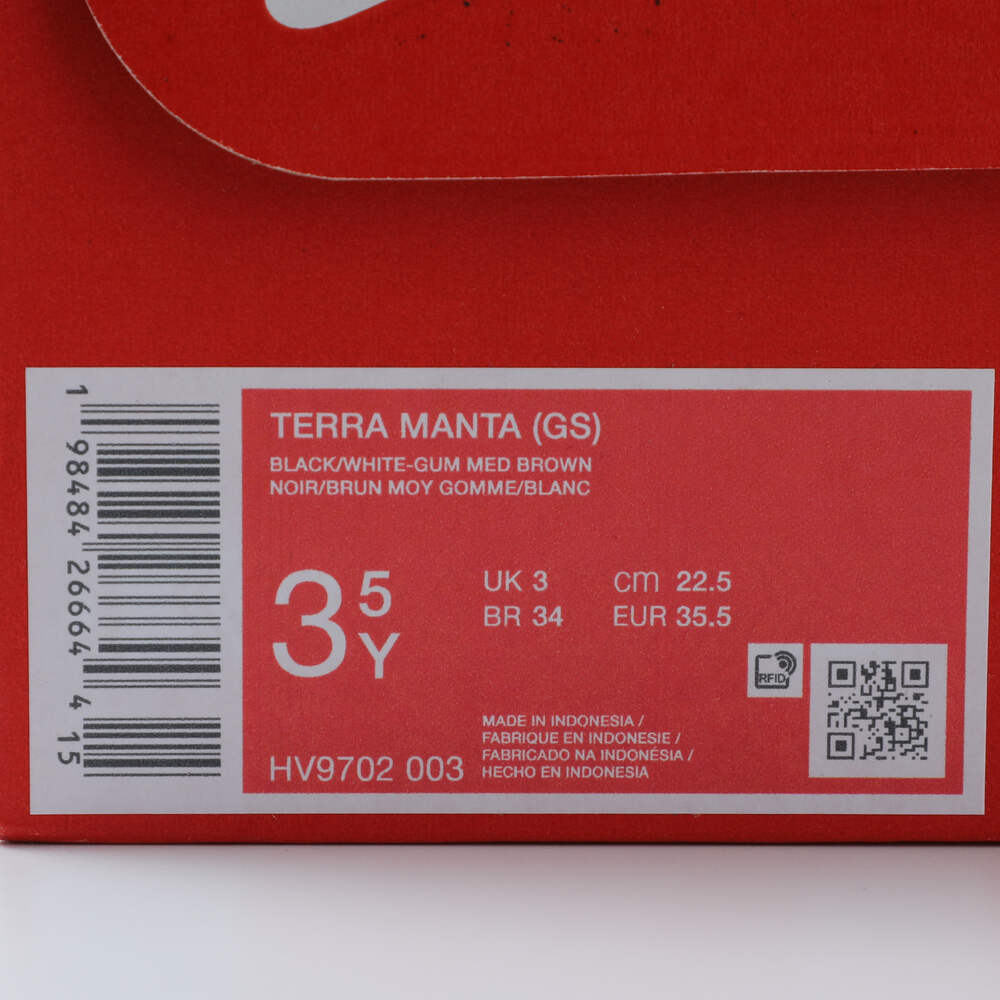 1 98484 26664 4 15
TERRA MANTA (GS)
BLACK/WHITE-GUM MED BROWN
NOIR/BRUN MOY GOMME/BLANC
3 5 Y
UK 3 cm 22.5
BR 34 EUR 35.5
RFID
HV9702 003
MADE IN INDONESIA /
FABRIQUE EN INDONESIE /
FABRICADO NA INDONÉSIA /
HECHO EN INDONESIA